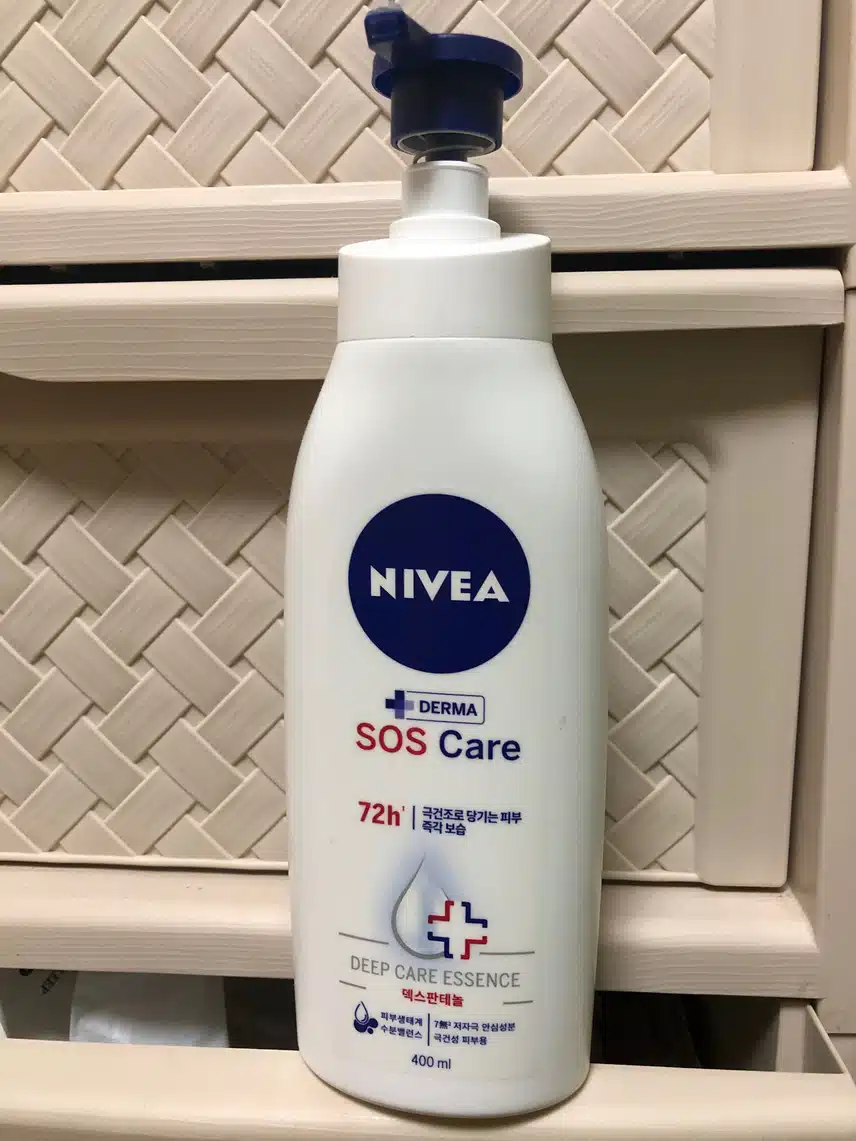 NIVEA
DERMA
SOS Care
72h¹ 극건조로 당기는 피부
즉각 보습
DEEP CARE ESSENCE
덱스판테놀
피부생태계
수분밸런스
7無² 저자극 안심성분
극건성 피부용
400 ml